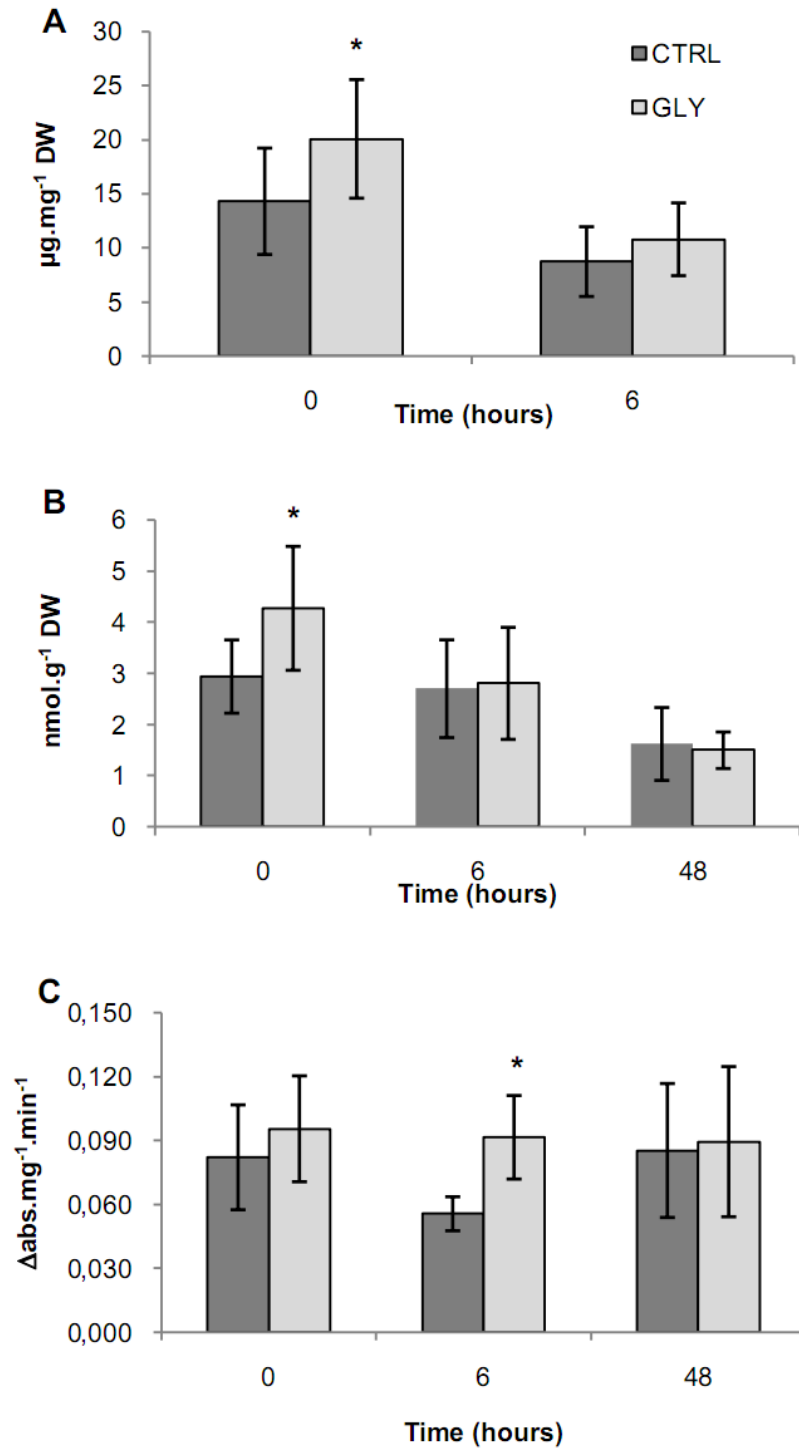 A
30
25
20
15
10
5
0
µg.mg⁻¹ DW
*
CTRL
GLY
0 6
Time (hours)
B
6
5
4
3
2
1
0
nmol.g⁻¹ DW
*
0 6 48
Time (hours)
C
0,150
0,120
0,090
0,060
0,030
0,000
Δabs.mg⁻¹.min⁻¹
*
0 6 48
Time (hours)